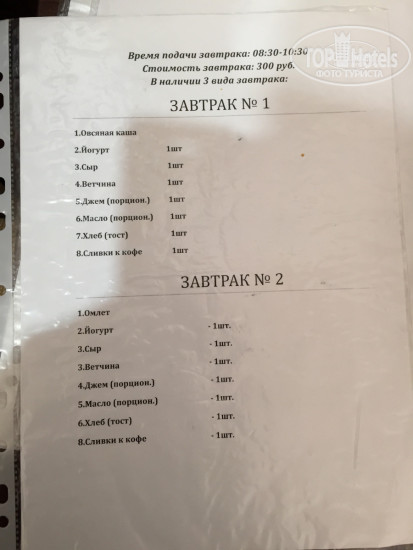 Время подачи завтрака: 08:30-10:30
Стоимость завтрака: 300 руб.
В наличии 3 вида завтрака:
TOPHotels
ФОТО ТУРИСТА
ЗАВТРАК № 1
1.Овсяная каша
2.Йогурт 1шт
3.Сыр 1шт
4.Ветчина 1шт
5.Джем (порцион.) 1шт
6.Масло (порцион.) 1шт
7.Хлеб (тост) 1шт
8.Сливки к кофе 1шт
ЗАВТРАК № 2
1.Омлет
2.Йогурт - 1шт.
3.Сыр - 1шт.
3.Ветчина - 1шт.
4.Джем (порцион.) - 1шт.
5.Масло (порцион.) - 1шт.
6.Хлеб (тост) - 1шт.
8.Сливки к кофе - 1шт.